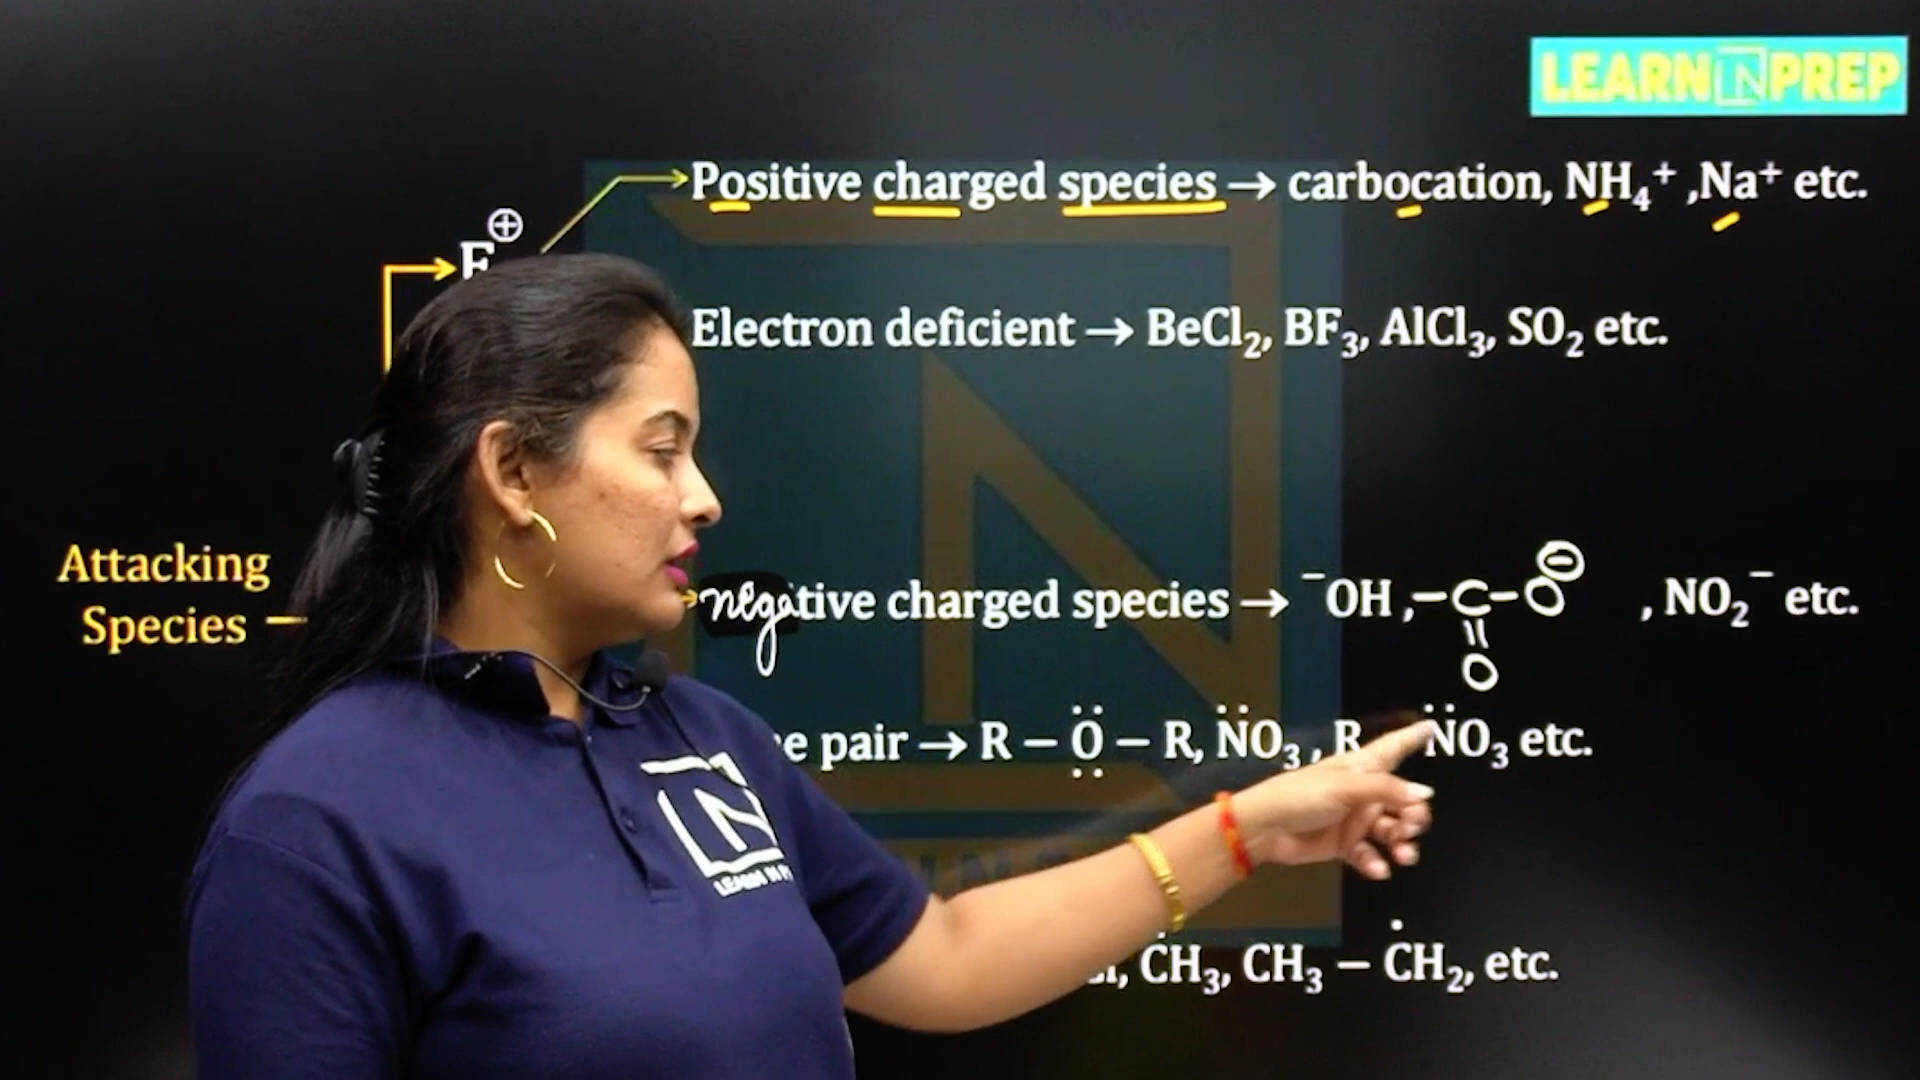 LEARN N PREP
Positive charged species → carbocation, NH₄⁺ ,Na⁺ etc.
E⊕
Electron deficient → BeCl₂, BF₃, AlCl₃, SO₂ etc.
Attacking
Species
negative charged species → ⁻OH ,–C–O⊖ , NO₂⁻ etc.
||
O
pair → R – Ö – R, N̈O₃ , R N̈O₃ etc.
ĊH₃, CH₃ – ĊH₂, etc.
LEARN N